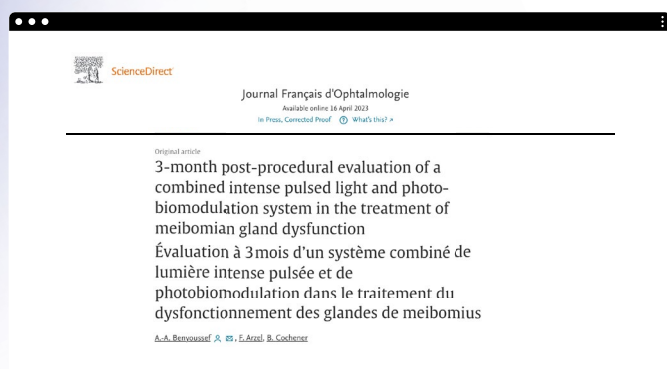 ScienceDirect
Journal Français d'Ophtalmologie
Available online 16 April 2023
In Press, Corrected Proof ? What's this? ↗
Original article
3-month post-procedural evaluation of a
combined intense pulsed light and photo-
biomodulation system in the treatment of
meibomian gland dysfunction
Évaluation à 3 mois d'un système combiné de
lumière intense pulsée et de
photobiomodulation dans le traitement du
dysfonctionnement des glandes de meibomius
A.-A. Benyoussef, F. Arzel, B. Cochener